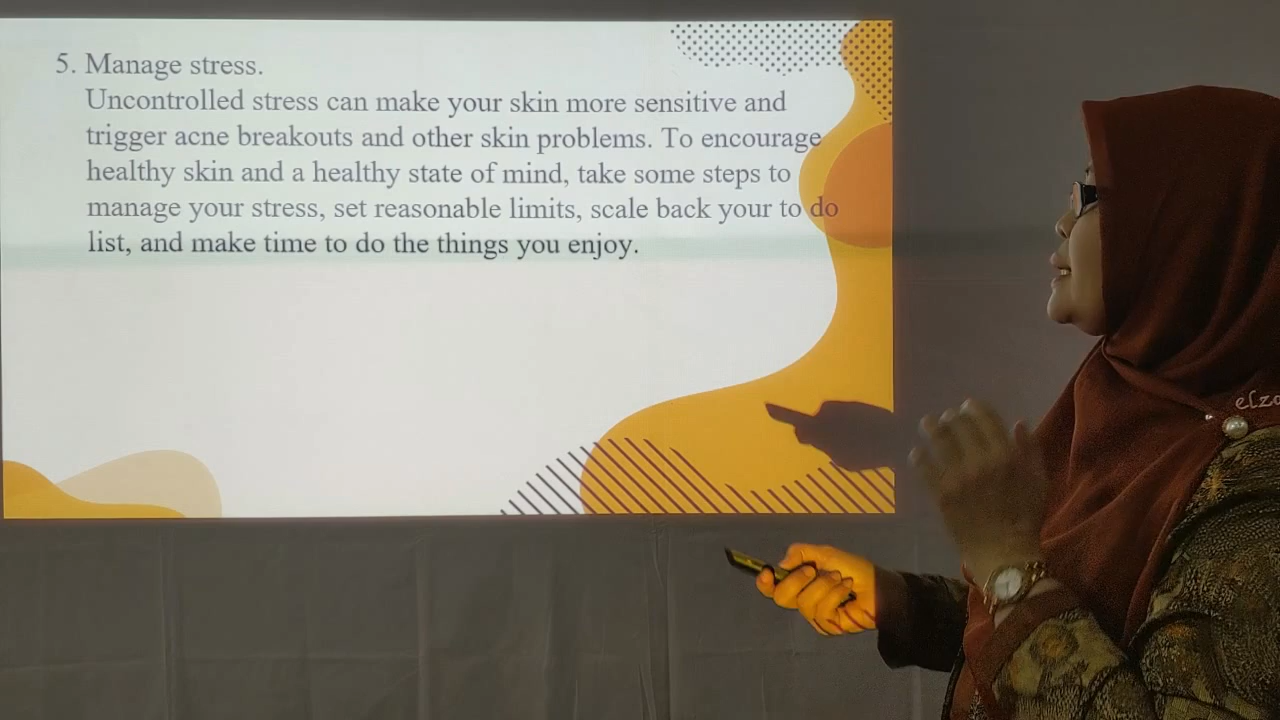 5. Manage stress.
Uncontrolled stress can make your skin more sensitive and
trigger acne breakouts and other skin problems. To encourage
healthy skin and a healthy state of mind, take some steps to
manage your stress, set reasonable limits, scale back your to do
list, and make time to do the things you enjoy.